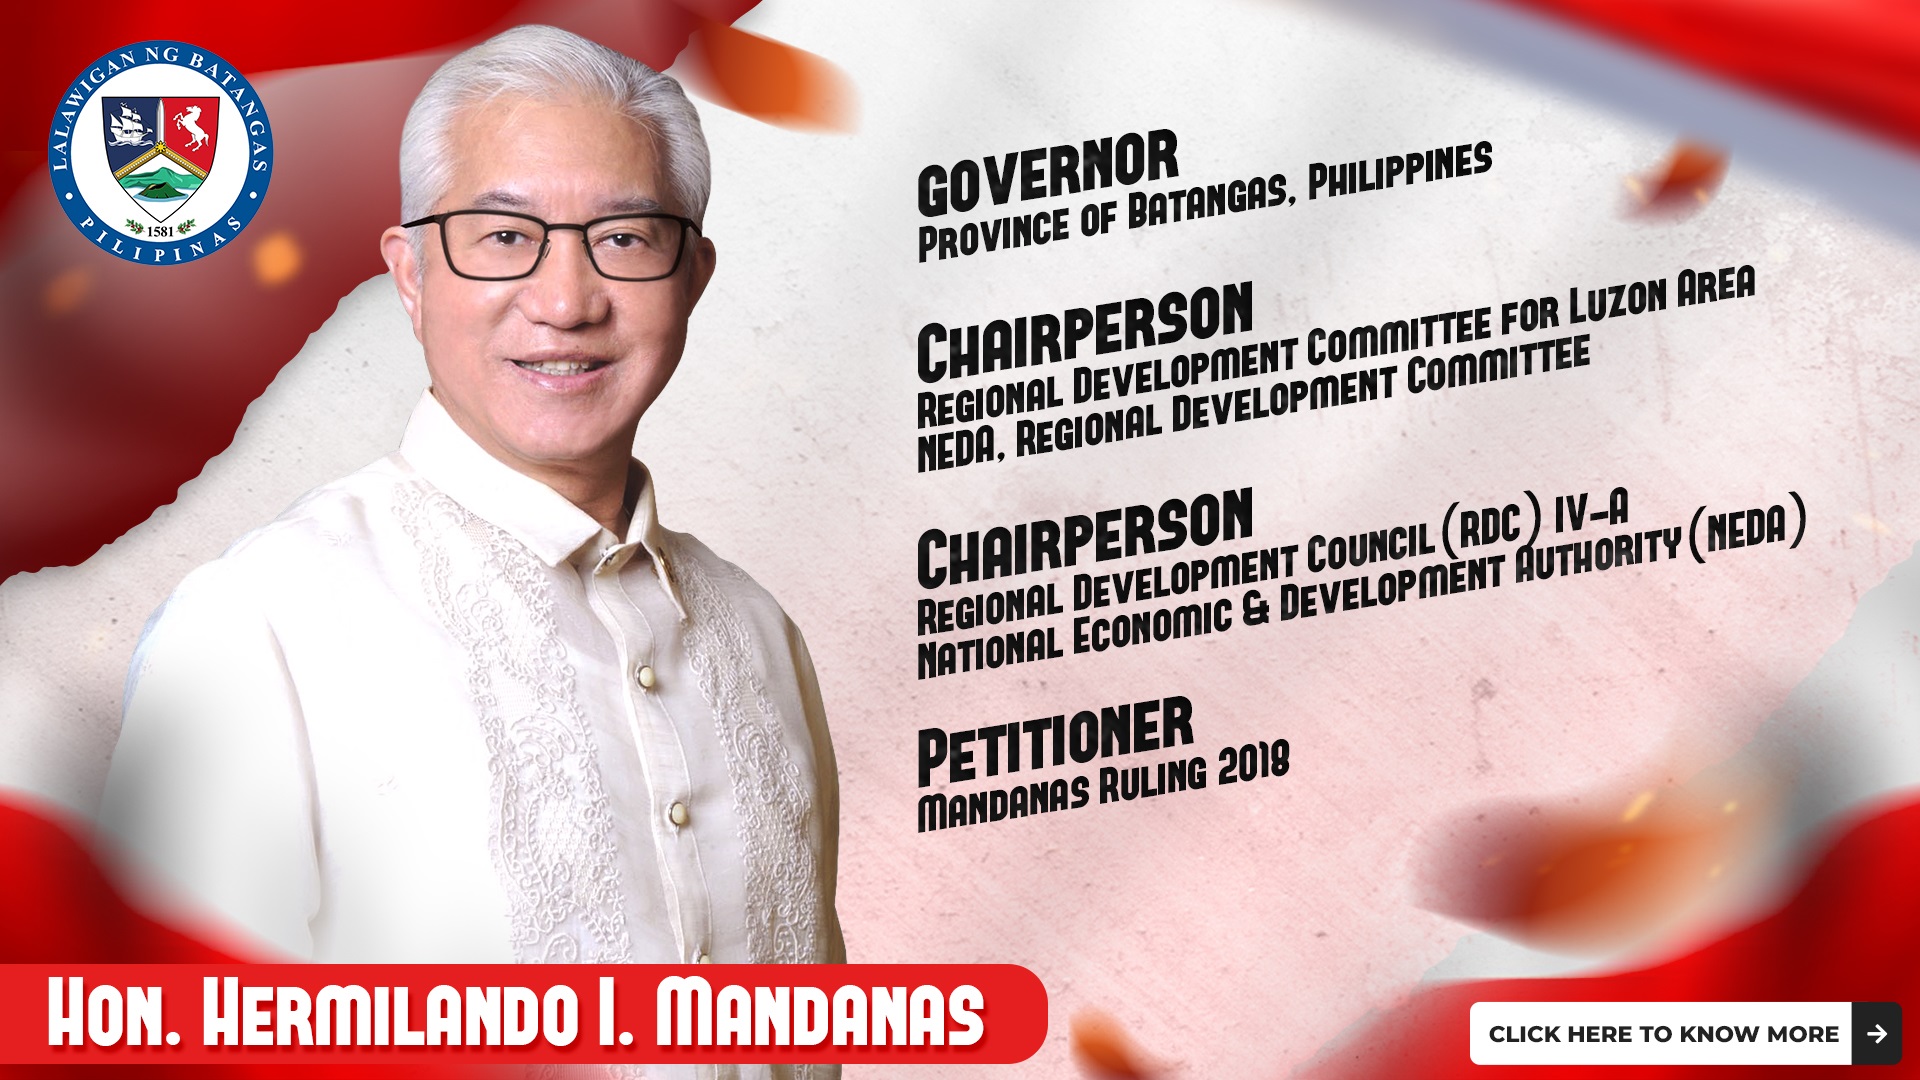 LALAWIGAN NG BATANGAS
1581
PILIPINAS
GOVERNOR
PROVINCE OF BATANGAS, PHILIPPINES
CHAIRPERSON
REGIONAL DEVELOPMENT COMMITTEE FOR LUZON AREA
NEDA, REGIONAL DEVELOPMENT COMMITTEE
CHAIRPERSON
REGIONAL DEVELOPMENT COUNCIL (RDC) IV-A
NATIONAL ECONOMIC & DEVELOPMENT AUTHORITY (NEDA)
PETITIONER
MANDANAS RULING 2018
HON. HERMILANDO I. MANDANAS
CLICK HERE TO KNOW MORE